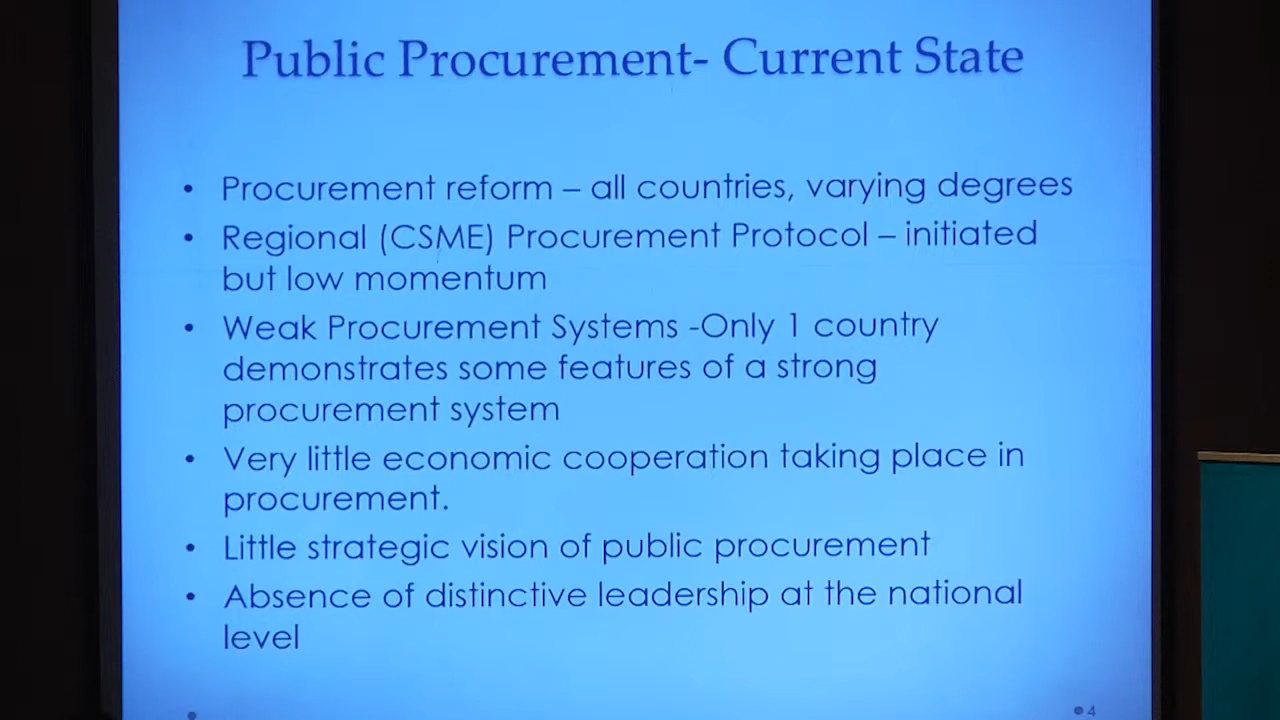 Public Procurement- Current State
• Procurement reform – all countries, varying degrees
• Regional (CSME) Procurement Protocol – initiated
but low momentum
• Weak Procurement Systems -Only 1 country
demonstrates some features of a strong
procurement system
• Very little economic cooperation taking place in
procurement.
• Little strategic vision of public procurement
• Absence of distinctive leadership at the national
level
4